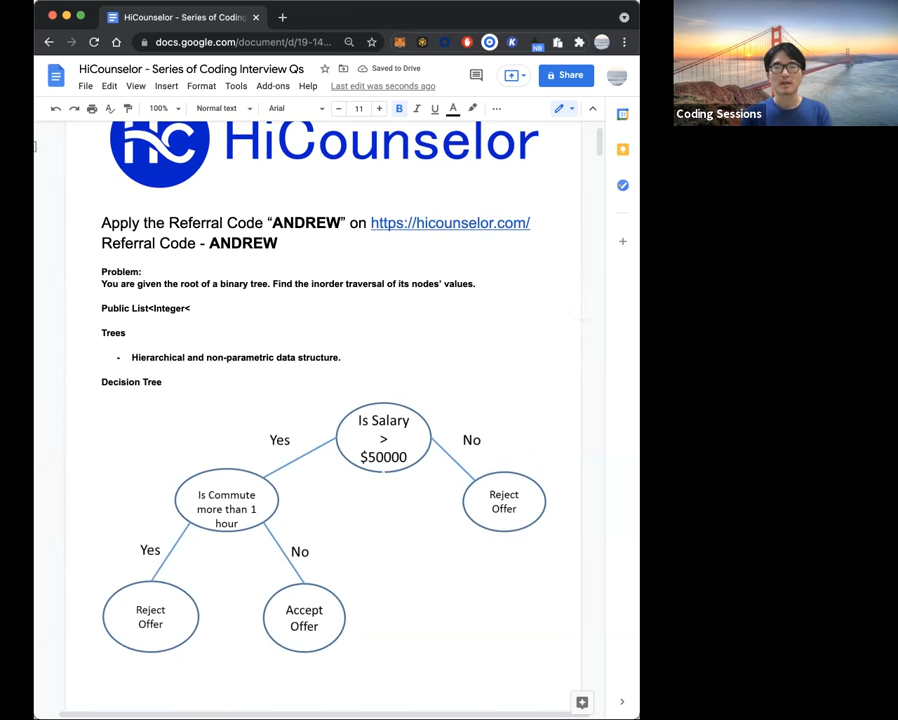 HiCounselor - Series of Coding
docs.google.com/document/d/19-14...
HiCounselor - Series of Coding Interview Qs
Saved to Drive
File Edit View Insert Format Tools Add-ons Help
Last edit was seconds ago
Share
100%
Normal text
Arial
11
B I U A
HC HiCounselor
Apply the Referral Code “ANDREW” on https://hicounselor.com/
Referral Code - ANDREW
Problem:
You are given the root of a binary tree. Find the inorder traversal of its nodes’ values.
Public List<Integer<
Trees
- Hierarchical and non-parametric data structure.
Decision Tree
Is Salary
>
$50000
Yes
No
Is Commute
more than 1
hour
Reject
Offer
Yes
No
Reject
Offer
Accept
Offer
Coding Sessions